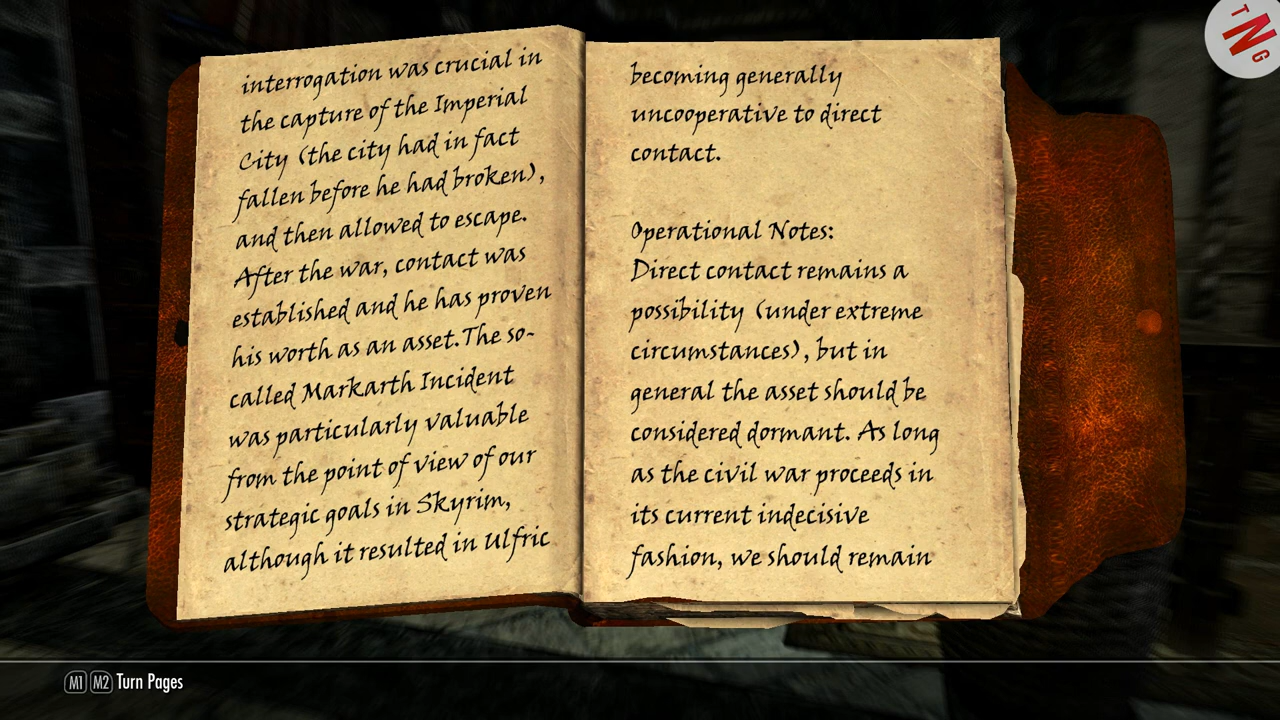 interrogation was crucial in
the capture of the Imperial
City (the city had in fact
fallen before he had broken),
and then allowed to escape.
After the war, contact was
established and he has proven
his worth as an asset. The so-
called Markarth Incident
was particularly valuable
from the point of view of our
strategic goals in Skyrim,
although it resulted in Ulfric
becoming generally
uncooperative to direct
contact.
Operational Notes:
Direct contact remains a
possibility (under extreme
circumstances), but in
general the asset should be
considered dormant. As long
as the civil war proceeds in
its current indecisive
fashion, we should remain
TNG
M1 M2 Turn Pages